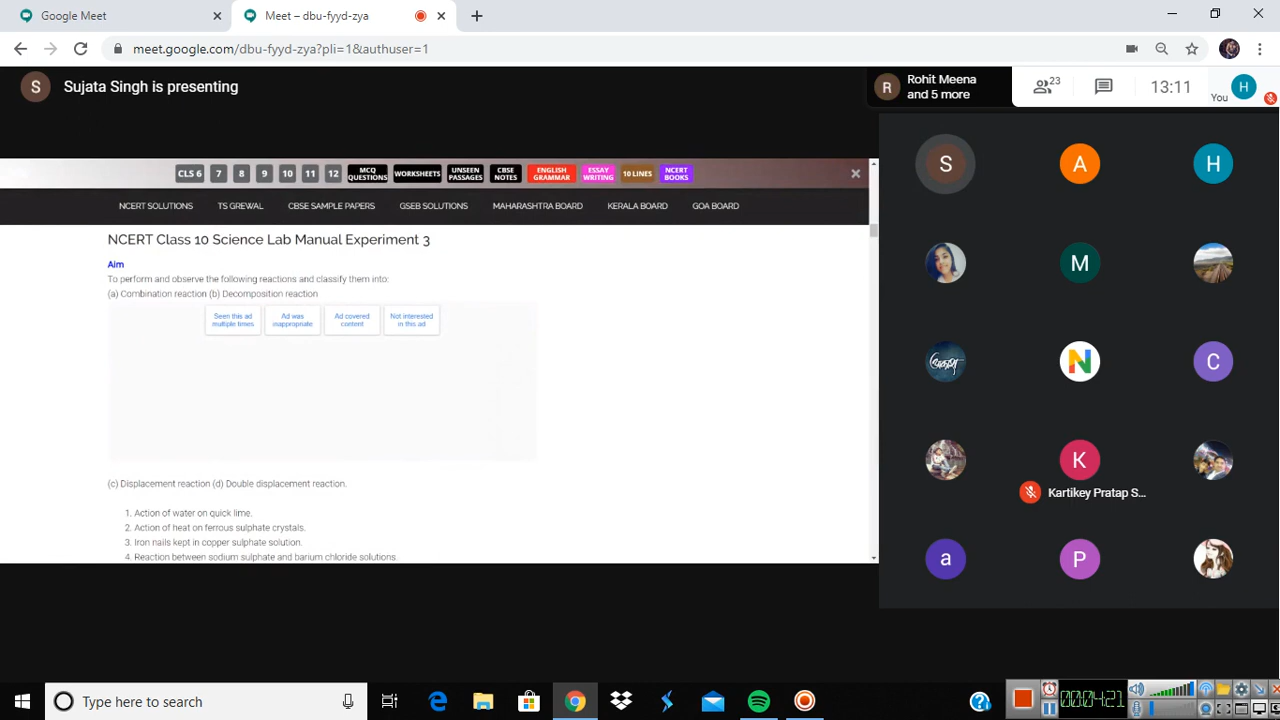 Google Meet
Meet – dbu-fyyd-zya
meet.google.com/dbu-fyyd-zya?pli=1&authuser=1
S
Sujata Singh is presenting
R
Rohit Meena
and 5 more
23
13:11
You
H
CLS 6
7
8
9
10
11
12
MCQ
QUESTIONS
WORKSHEETS
UNSEEN
PASSAGES
CBSE
NOTES
ENGLISH
GRAMMAR
ESSAY
WRITING
10 LINES
NCERT
BOOKS
NCERT SOLUTIONS
TS GREWAL
CBSE SAMPLE PAPERS
GSEB SOLUTIONS
MAHARASHTRA BOARD
KERALA BOARD
GOA BOARD
NCERT Class 10 Science Lab Manual Experiment 3
Aim
To perform and observe the following reactions and classify them into:
(a) Combination reaction (b) Decomposition reaction
Seen this ad
multiple times
Ad was
inappropriate
Ad covered
content
Not interested
in this ad
(c) Displacement reaction (d) Double displacement reaction.
1. Action of water on quick lime.
2. Action of heat on ferrous sulphate crystals.
3. Iron nails kept in copper sulphate solution.
4. Reaction between sodium sulphate and barium chloride solutions.
S
A
H
M
N
C
K
Kartikey Pratap S...
a
P
Type here to search
00:04:21